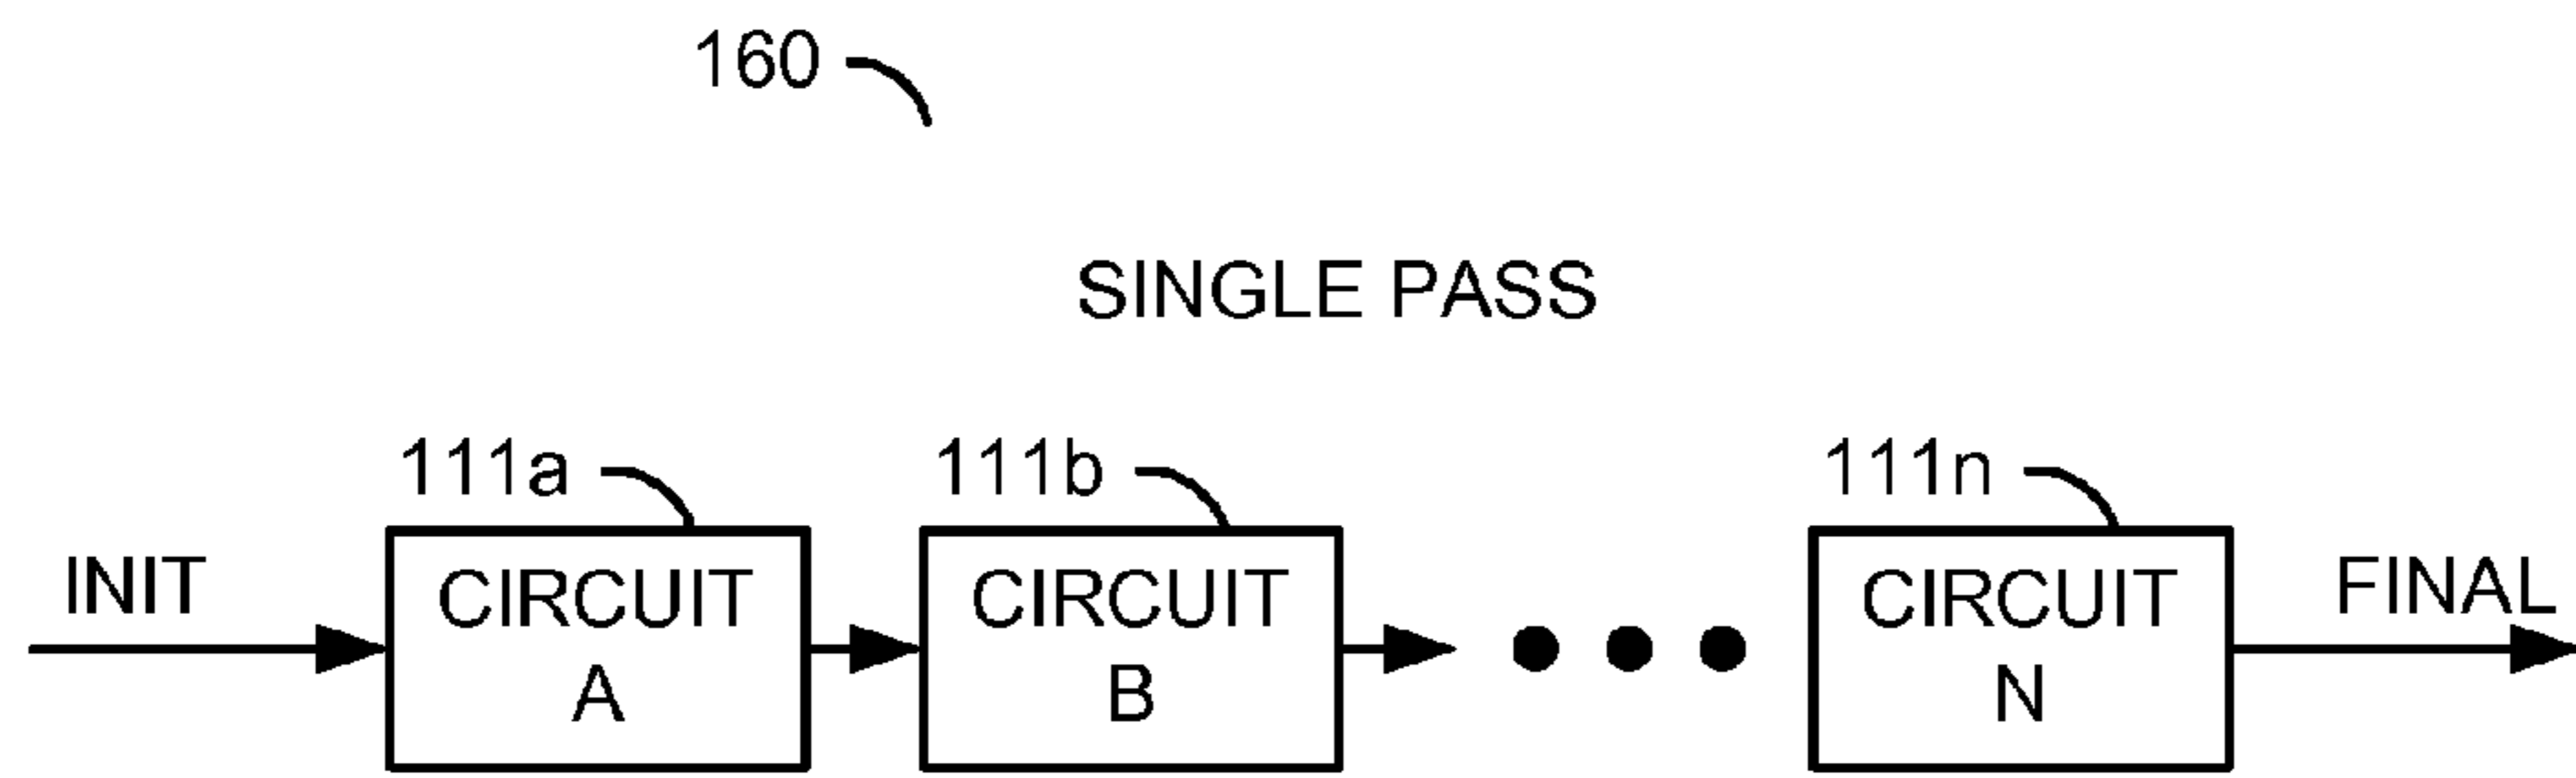 160
SINGLE PASS
111a
111b
111n
INIT
CIRCUIT
A
CIRCUIT
B
CIRCUIT
N
FINAL